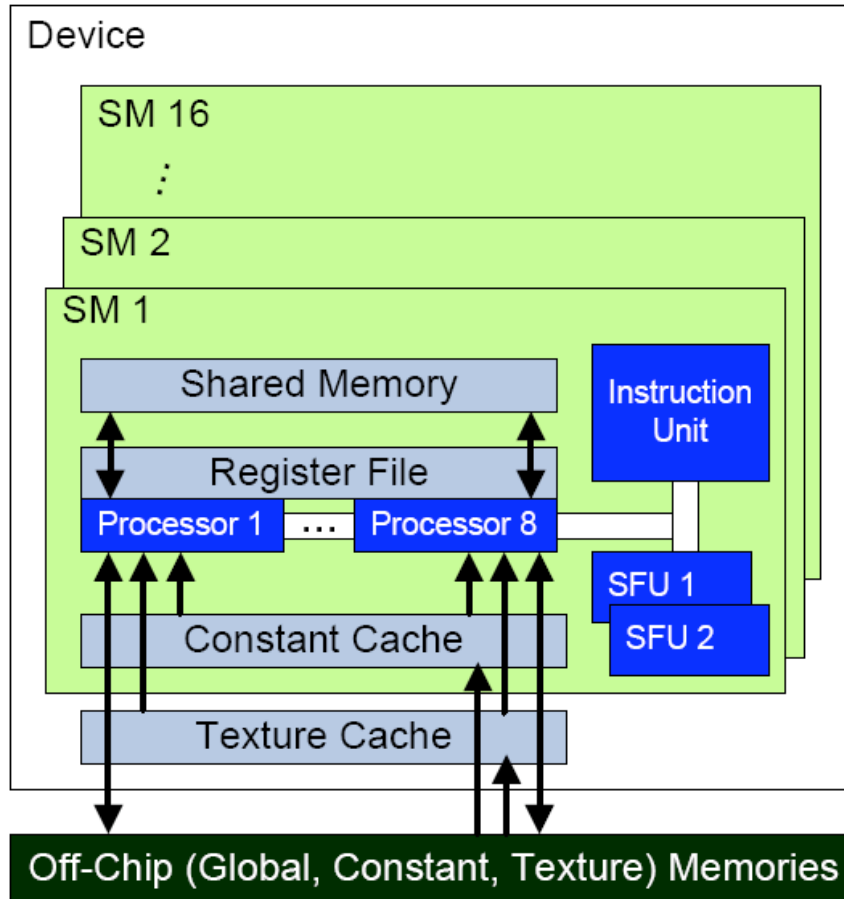 Device
SM 16
⋮
SM 2
SM 1
Shared Memory
Instruction
Unit
Register File
Processor 1
...
Processor 8
SFU 1
SFU 2
Constant Cache
Texture Cache
Off-Chip (Global, Constant, Texture) Memories